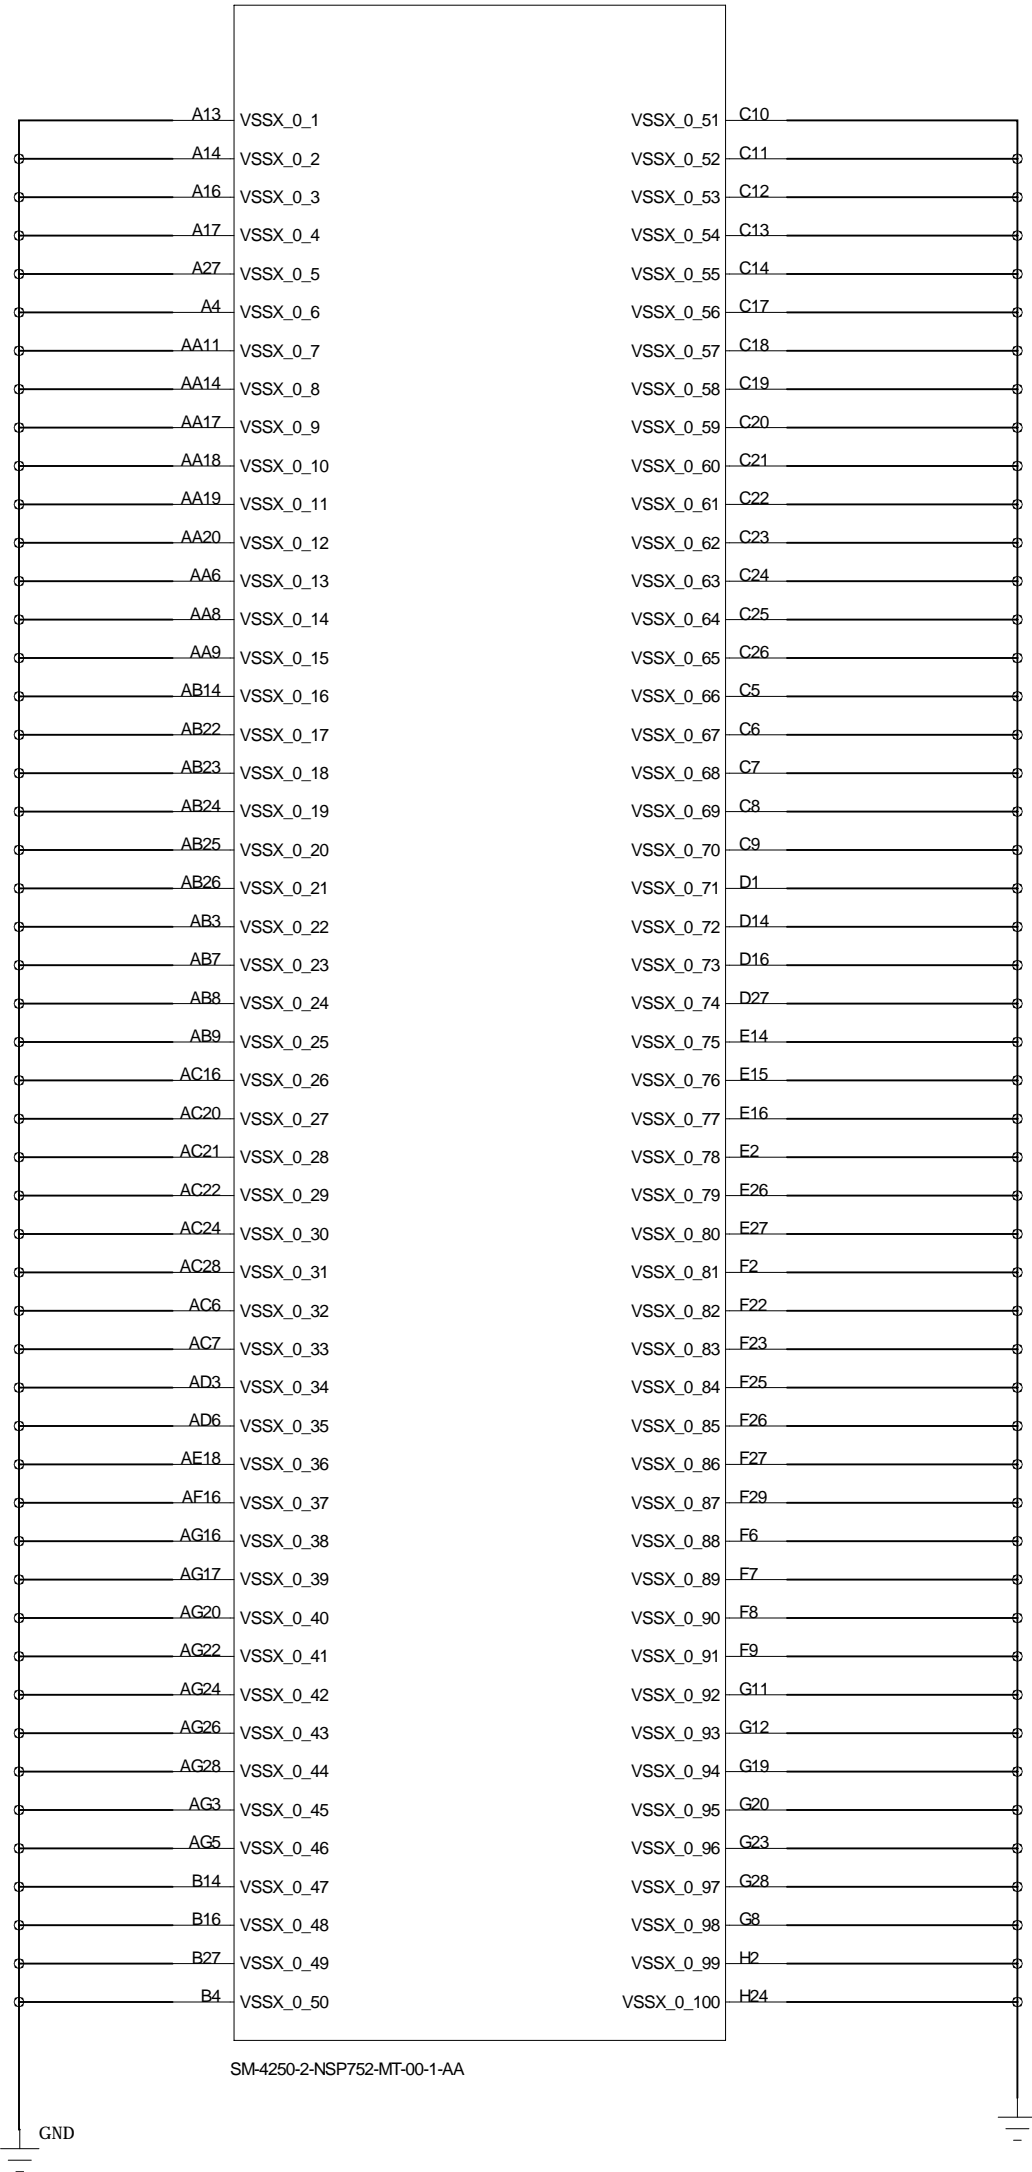 A13 VSSX_0_1 VSSX_0_51 C10
A14 VSSX_0_2 VSSX_0_52 C11
A16 VSSX_0_3 VSSX_0_53 C12
A17 VSSX_0_4 VSSX_0_54 C13
A27 VSSX_0_5 VSSX_0_55 C14
A4 VSSX_0_6 VSSX_0_56 C17
AA11 VSSX_0_7 VSSX_0_57 C18
AA14 VSSX_0_8 VSSX_0_58 C19
AA17 VSSX_0_9 VSSX_0_59 C20
AA18 VSSX_0_10 VSSX_0_60 C21
AA19 VSSX_0_11 VSSX_0_61 C22
AA20 VSSX_0_12 VSSX_0_62 C23
AA6 VSSX_0_13 VSSX_0_63 C24
AA8 VSSX_0_14 VSSX_0_64 C25
AA9 VSSX_0_15 VSSX_0_65 C26
AB14 VSSX_0_16 VSSX_0_66 C5
AB22 VSSX_0_17 VSSX_0_67 C6
AB23 VSSX_0_18 VSSX_0_68 C7
AB24 VSSX_0_19 VSSX_0_69 C8
AB25 VSSX_0_20 VSSX_0_70 C9
AB26 VSSX_0_21 VSSX_0_71 D1
AB3 VSSX_0_22 VSSX_0_72 D14
AB7 VSSX_0_23 VSSX_0_73 D16
AB8 VSSX_0_24 VSSX_0_74 D27
AB9 VSSX_0_25 VSSX_0_75 E14
AC16 VSSX_0_26 VSSX_0_76 E15
AC20 VSSX_0_27 VSSX_0_77 E16
AC21 VSSX_0_28 VSSX_0_78 E2
AC22 VSSX_0_29 VSSX_0_79 E26
AC24 VSSX_0_30 VSSX_0_80 E27
AC28 VSSX_0_31 VSSX_0_81 F2
AC6 VSSX_0_32 VSSX_0_82 F22
AC7 VSSX_0_33 VSSX_0_83 F23
AD3 VSSX_0_34 VSSX_0_84 F25
AD6 VSSX_0_35 VSSX_0_85 F26
AE18 VSSX_0_36 VSSX_0_86 F27
AF16 VSSX_0_37 VSSX_0_87 F29
AG16 VSSX_0_38 VSSX_0_88 F6
AG17 VSSX_0_39 VSSX_0_89 F7
AG20 VSSX_0_40 VSSX_0_90 F8
AG22 VSSX_0_41 VSSX_0_91 F9
AG24 VSSX_0_42 VSSX_0_92 G11
AG26 VSSX_0_43 VSSX_0_93 G12
AG28 VSSX_0_44 VSSX_0_94 G19
AG3 VSSX_0_45 VSSX_0_95 G20
AG5 VSSX_0_46 VSSX_0_96 G23
B14 VSSX_0_47 VSSX_0_97 G28
B16 VSSX_0_48 VSSX_0_98 G8
B27 VSSX_0_49 VSSX_0_99 H2
B4 VSSX_0_50 VSSX_0_100 H24
SM-4250-2-NSP752-MT-00-1-AA
GND